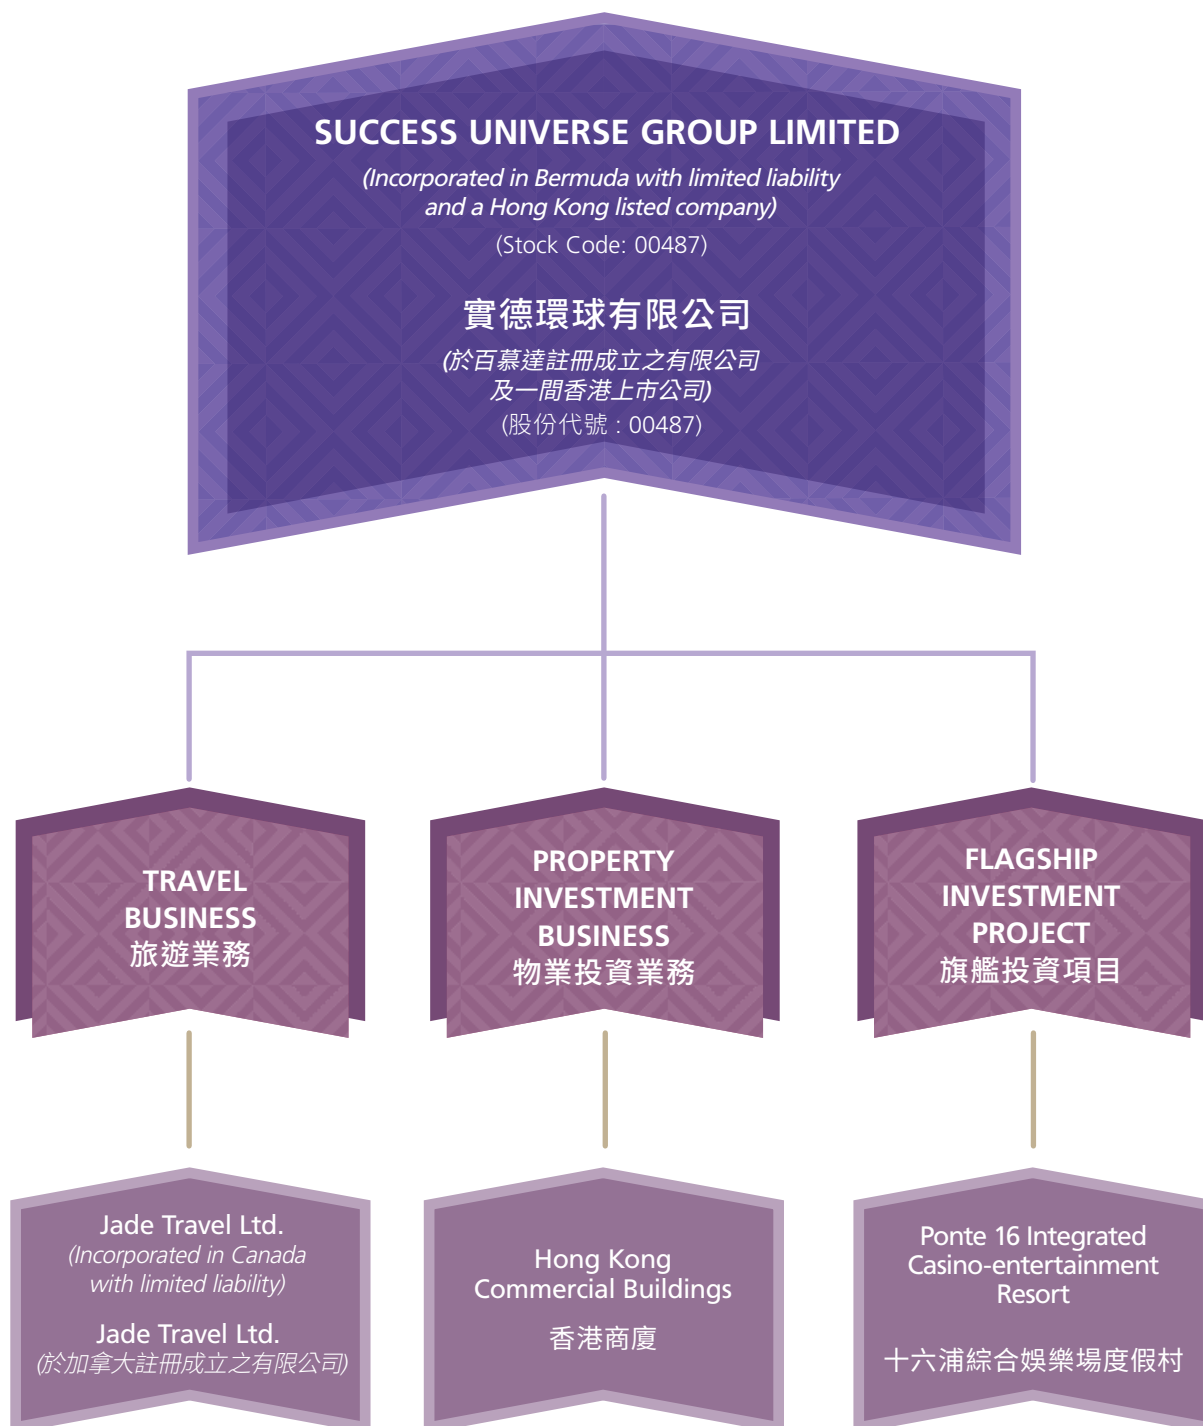 SUCCESS UNIVERSE GROUP LIMITED
(Incorporated in Bermuda with limited liability
and a Hong Kong listed company)
(Stock Code: 00487)
實德環球有限公司
(於百慕達註冊成立之有限公司
及一間香港上市公司)
(股份代號 : 00487)
TRAVEL
BUSINESS
旅遊業務
PROPERTY
INVESTMENT
BUSINESS
物業投資業務
FLAGSHIP
INVESTMENT
PROJECT
旗艦投資項目
Jade Travel Ltd.
(Incorporated in Canada
with limited liability)
Jade Travel Ltd.
(於加拿大註冊成立之有限公司)
Hong Kong
Commercial Buildings
香港商廈
Ponte 16 Integrated
Casino-entertainment
Resort
十六浦綜合娛樂場度假村